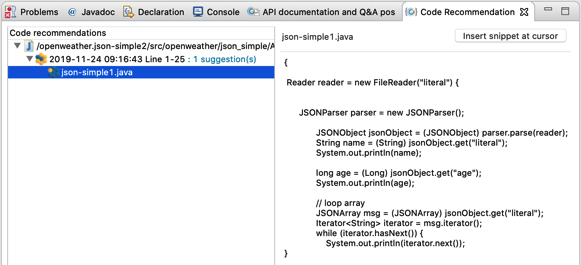 Problems @ Javadoc Declaration Console API documentation and Q&A pos Code Recommendation
Code recommendations
/openweather.json-simple2/src/openweather/json_simple/A
2019-11-24 09:16:43 Line 1-25 : 1 suggestion(s)
json-simple1.java
json-simple1.java Insert snippet at cursor
{
Reader reader = new FileReader("literal") {
JSONParser parser = new JSONParser();
JSONObject jsonObject = (JSONObject) parser.parse(reader);
String name = (String) jsonObject.get("literal");
System.out.println(name);
long age = (Long) jsonObject.get("age");
System.out.println(age);
// loop array
JSONArray msg = (JSONArray) jsonObject.get("literal");
Iterator<String> iterator = msg.iterator();
while (iterator.hasNext()) {
System.out.println(iterator.next());
}